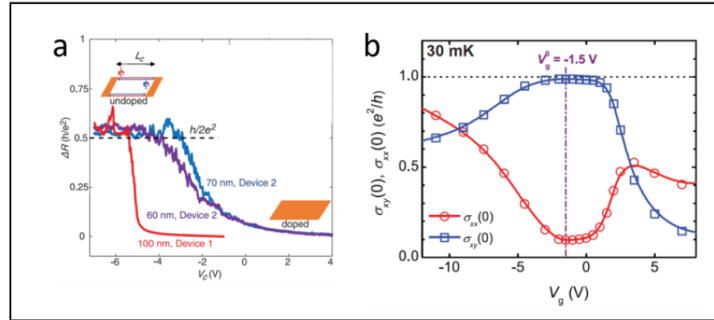 a
L_c
undoped
h/2e²
ΔR (h/e²)
1
0.75
0.5
0.25
0
70 nm, Device 2
60 nm, Device 2
100 nm, Device 1
doped
-6 -4 -2 0 2 4
V_c (V)
b
30 mK
V_g⁰ = -1.5 V
σ_xy(0), σ_xx(0) (e²/h)
1.0
0.5
0.0
σ_xx(0)
σ_xy(0)
-10 -5 0 5
V_g (V)